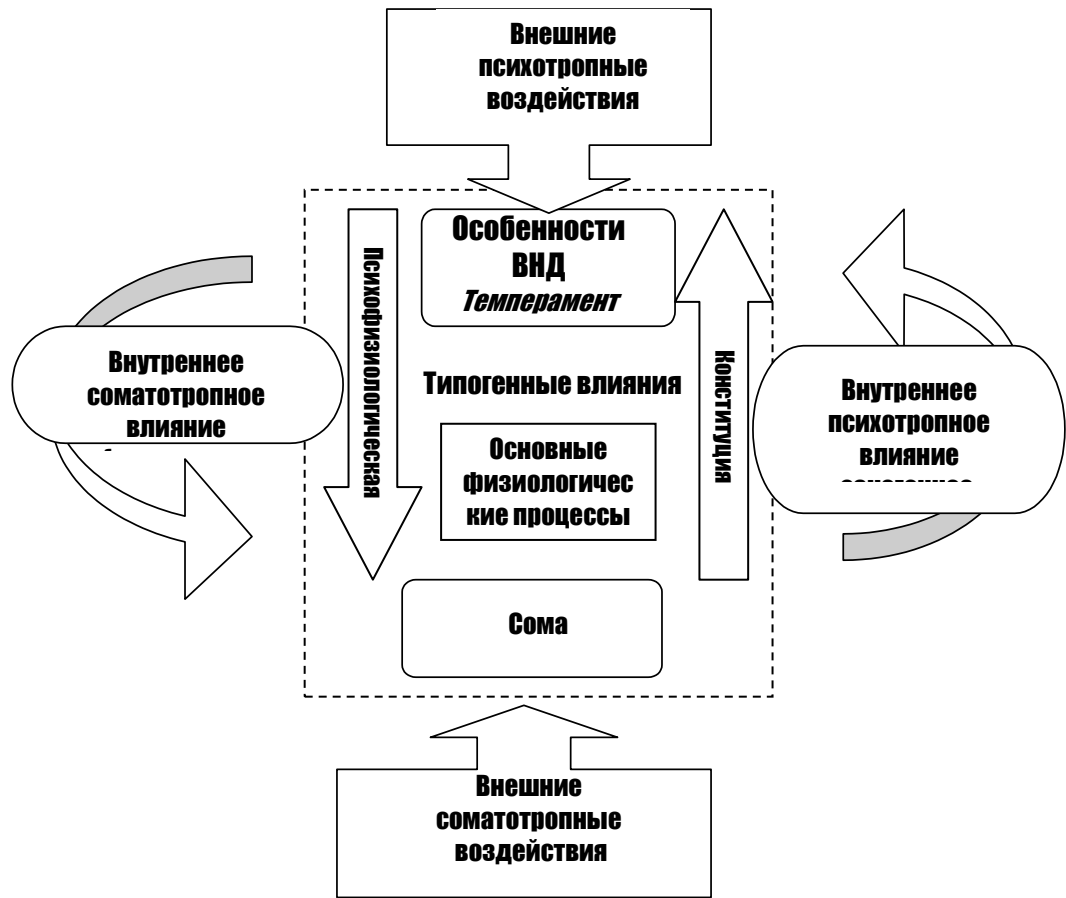 Внешние
психотропные
воздействия
Особенности
ВНД
Темперамент
Психофизиологическая
Конституция
Внутреннее
соматотропное
влияние
Типогенные влияния
Внутреннее
психотропное
влияние
Основные
физиологичес
кие процессы
Сома
Внешние
соматотропные
воздействия